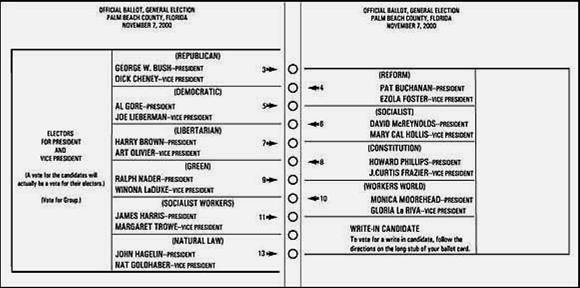 OFFICIAL BALLOT, GENERAL ELECTION
PALM BEACH COUNTY, FLORIDA
NOVEMBER 7, 2000
ELECTORS
FOR PRESIDENT
AND
VICE PRESIDENT
(A vote for the candidates will
actually be a vote for their electors.)
(Vote for Group.)
(REPUBLICAN)
GEORGE W. BUSH-PRESIDENT 3
DICK CHENEY-VICE PRESIDENT
(DEMOCRATIC)
AL GORE-PRESIDENT 5
JOE LIEBERMAN-VICE PRESIDENT
(LIBERTARIAN)
HARRY BROWN-PRESIDENT 7
ART OLIVIER-VICE PRESIDENT
(GREEN)
RALPH NADER-PRESIDENT 9
WINONA LaDUKE-VICE PRESIDENT
(SOCIALIST WORKERS)
JAMES HARRIS-PRESIDENT 11
MARGARET TROWE-VICE PRESIDENT
(NATURAL LAW)
JOHN HAGELIN-PRESIDENT 13
NAT GOLDHABER-VICE PRESIDENT
OFFICIAL BALLOT, GENERAL ELECTION
PALM BEACH COUNTY, FLORIDA
NOVEMBER 7, 2000
(REFORM)
4 PAT BUCHANAN-PRESIDENT
EZOLA FOSTER-VICE PRESIDENT
(SOCIALIST)
6 DAVID McREYNOLDS-PRESIDENT
MARY CAL HOLLIS-VICE PRESIDENT
(CONSTITUTION)
8 HOWARD PHILLIPS-PRESIDENT
J.CURTIS FRAZIER-VICE PRESIDENT
(WORKERS WORLD)
10 MONICA MOOREHEAD-PRESIDENT
GLORIA La RIVA-VICE PRESIDENT
WRITE-IN CANDIDATE
To vote for a write in candidate, follow the
directions on the long stub of your ballot card.